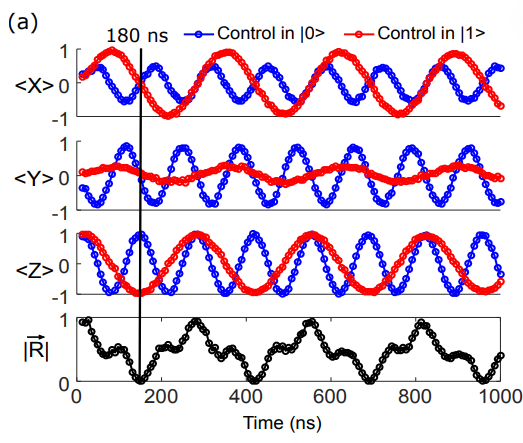 (a)
180 ns
Control in |0>
Control in |1>
<X>
1
0
-1
<Y>
1
0
-1
<Z>
1
0
-1
|R⃗|
1
0
0 200 400 600 800 1000
Time (ns)